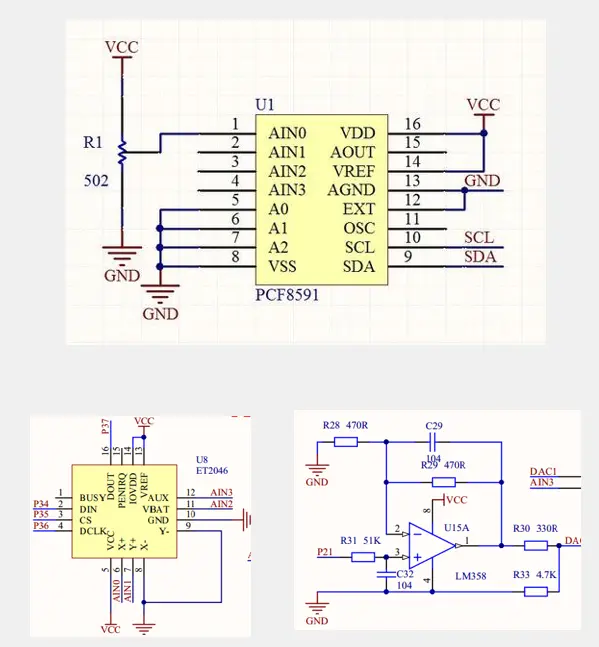 VCC
U1
VCC
R1
502
1 AIN0 VDD 16
2 AIN1 AOUT 15
3 AIN2 VREF 14
4 AIN3 AGND 13 GND
5 A0 EXT 12
6 A1 OSC 11
7 A2 SCL 10 SCL
8 VSS SDA 9 SDA
GND
GND
PCF8591
P37
VCC
16 15 14 13
U8
ET2046
DOUT PENIRQ IOVDD VREF
1 BUSY AUX 12 AIN3
P34 2 DIN VBAT 11 AIN2
P35 3 CS GND 10
P36 4 DCLK Y- 9
VCC X+ Y+ X-
5 6 7 8
AIN0 AIN1
VCC
R28 470R
C29
104
R29 470R
GND
DAC1
AIN3
VCC
8
2
U15A
R31 51K
P21
3
1
R30 330R
DAC
C32
104
4
LM358
R33 4.7K
GND